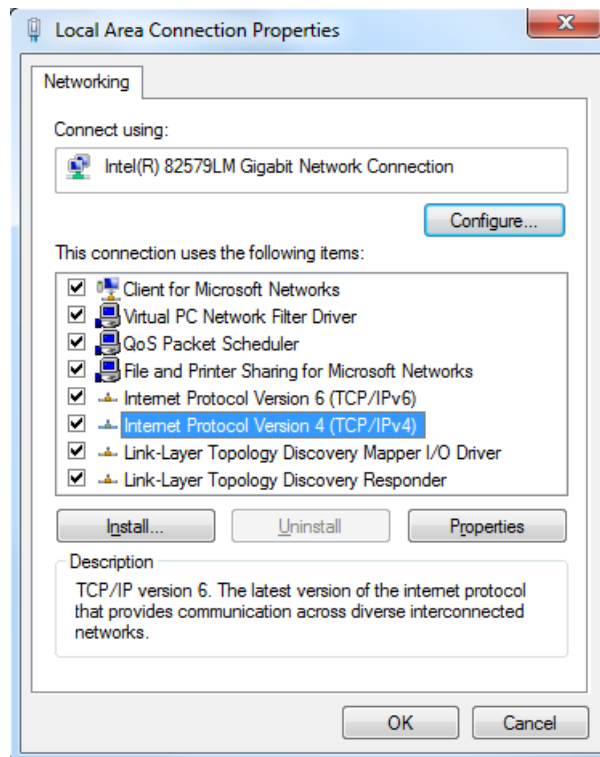 Local Area Connection Properties
Networking
Connect using:
Intel(R) 82579LM Gigabit Network Connection
Configure...
This connection uses the following items:
Client for Microsoft Networks
Virtual PC Network Filter Driver
QoS Packet Scheduler
File and Printer Sharing for Microsoft Networks
Internet Protocol Version 6 (TCP/IPv6)
Internet Protocol Version 4 (TCP/IPv4)
Link-Layer Topology Discovery Mapper I/O Driver
Link-Layer Topology Discovery Responder
Install... Uninstall Properties
Description
TCP/IP version 6. The latest version of the internet protocol
that provides communication across diverse interconnected
networks.
OK Cancel